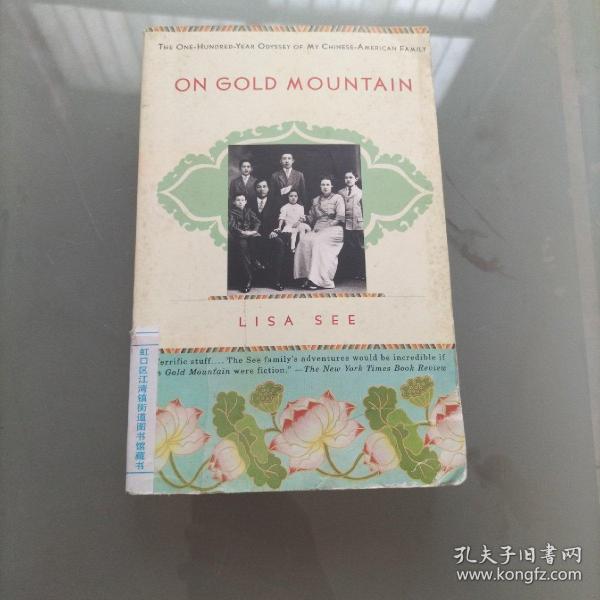 THE ONE-HUNDRED-YEAR ODYSSEY OF MY CHINESE-AMERICAN FAMILY
ON GOLD MOUNTAIN
LISA SEE
errific stuff.... The See family's adventures would be incredible if
Gold Mountain were fiction." —The New York Times Book Review
虹口区江湾镇街道图书馆藏书
孔夫子旧书网
www.kongfz.com